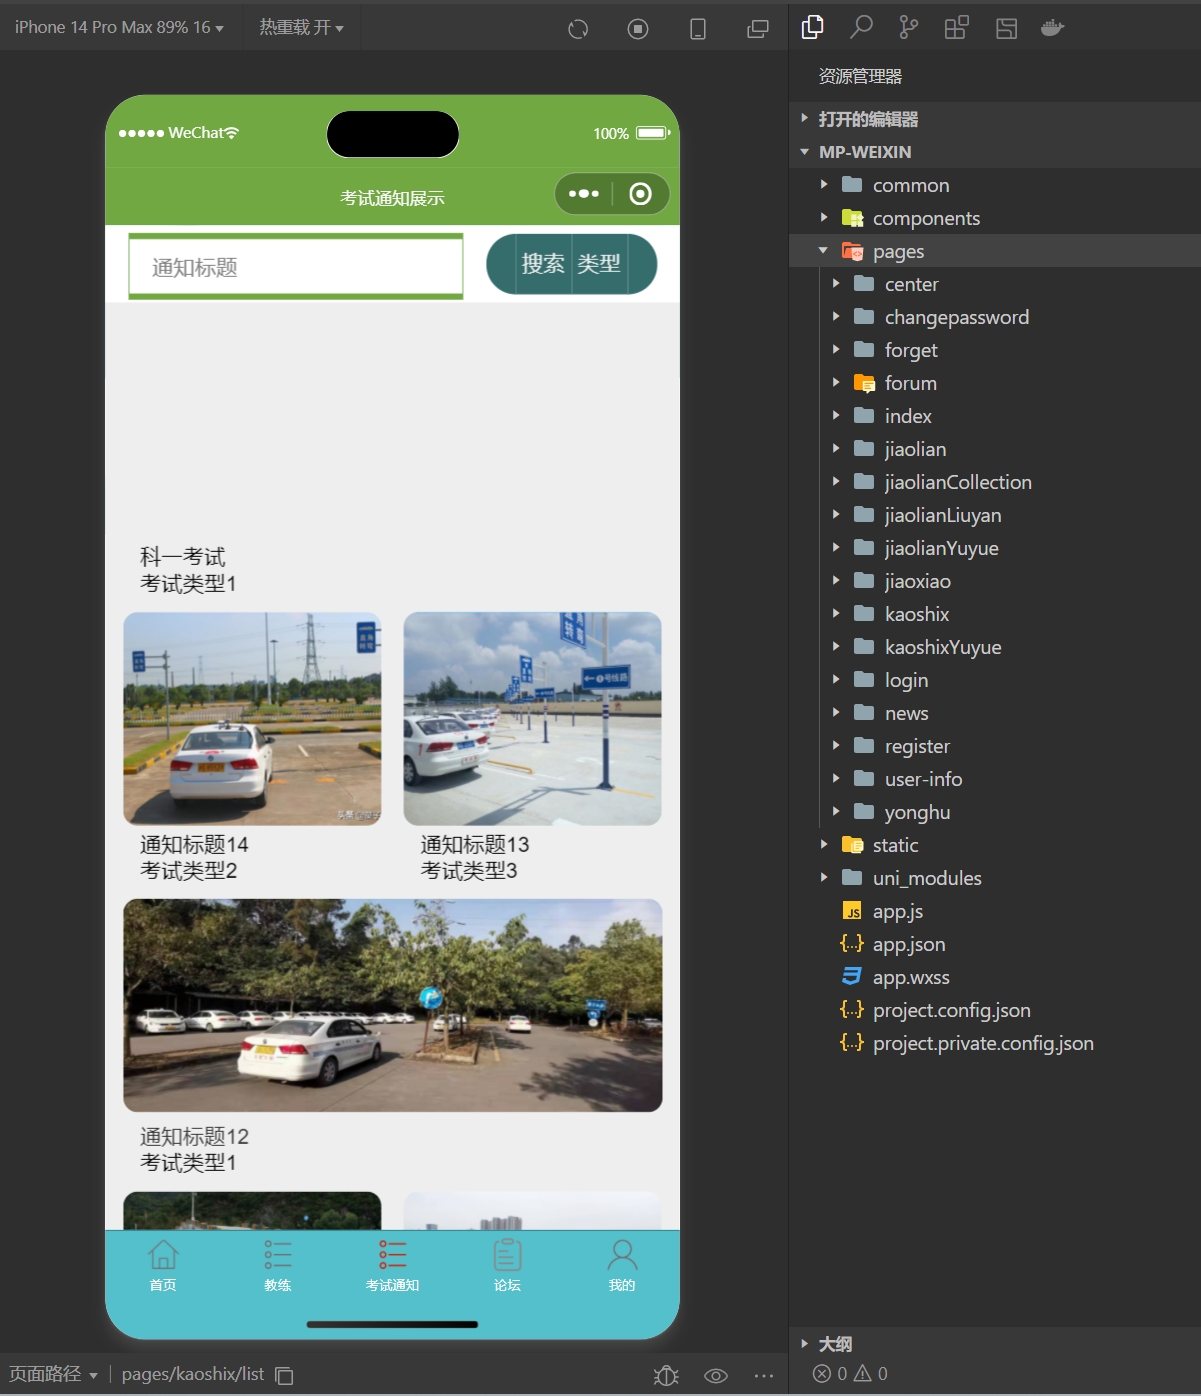 iPhone 14 Pro Max 89% 16
热重载 开
WeChat
100%
考试通知展示
通知标题
搜索
类型
科一考试
考试类型1
通知标题14
考试类型2
通知标题13
考试类型3
通知标题12
考试类型1
首页
教练
考试通知
论坛
我的
页面路径
pages/kaoshix/list
资源管理器
打开的编辑器
MP-WEIXIN
common
components
pages
center
changepassword
forget
forum
index
jiaolian
jiaolianCollection
jiaolianLiuyan
jiaolianYuyue
jiaoxiao
kaoshix
kaoshixYuyue
login
news
register
user-info
yonghu
static
uni_modules
JS app.js
{..} app.json
app.wxss
{..} project.config.json
{..} project.private.config.json
大纲
0
0